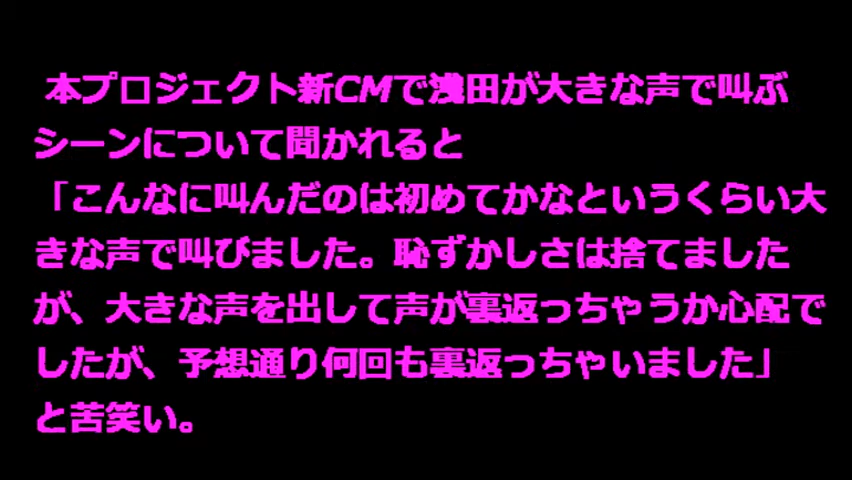 本プロジェクト新CMで浅田が大きな声で叫ぶ
シーンについて聞かれると
「こんなに叫んだのは初めてかなというくらい大
きな声で叫びました。恥ずかしさは捨てました
が、大きな声を出して声が裏返っちゃうか心配で
したが、予想通り何回も裏返っちゃいました」
と苦笑い。